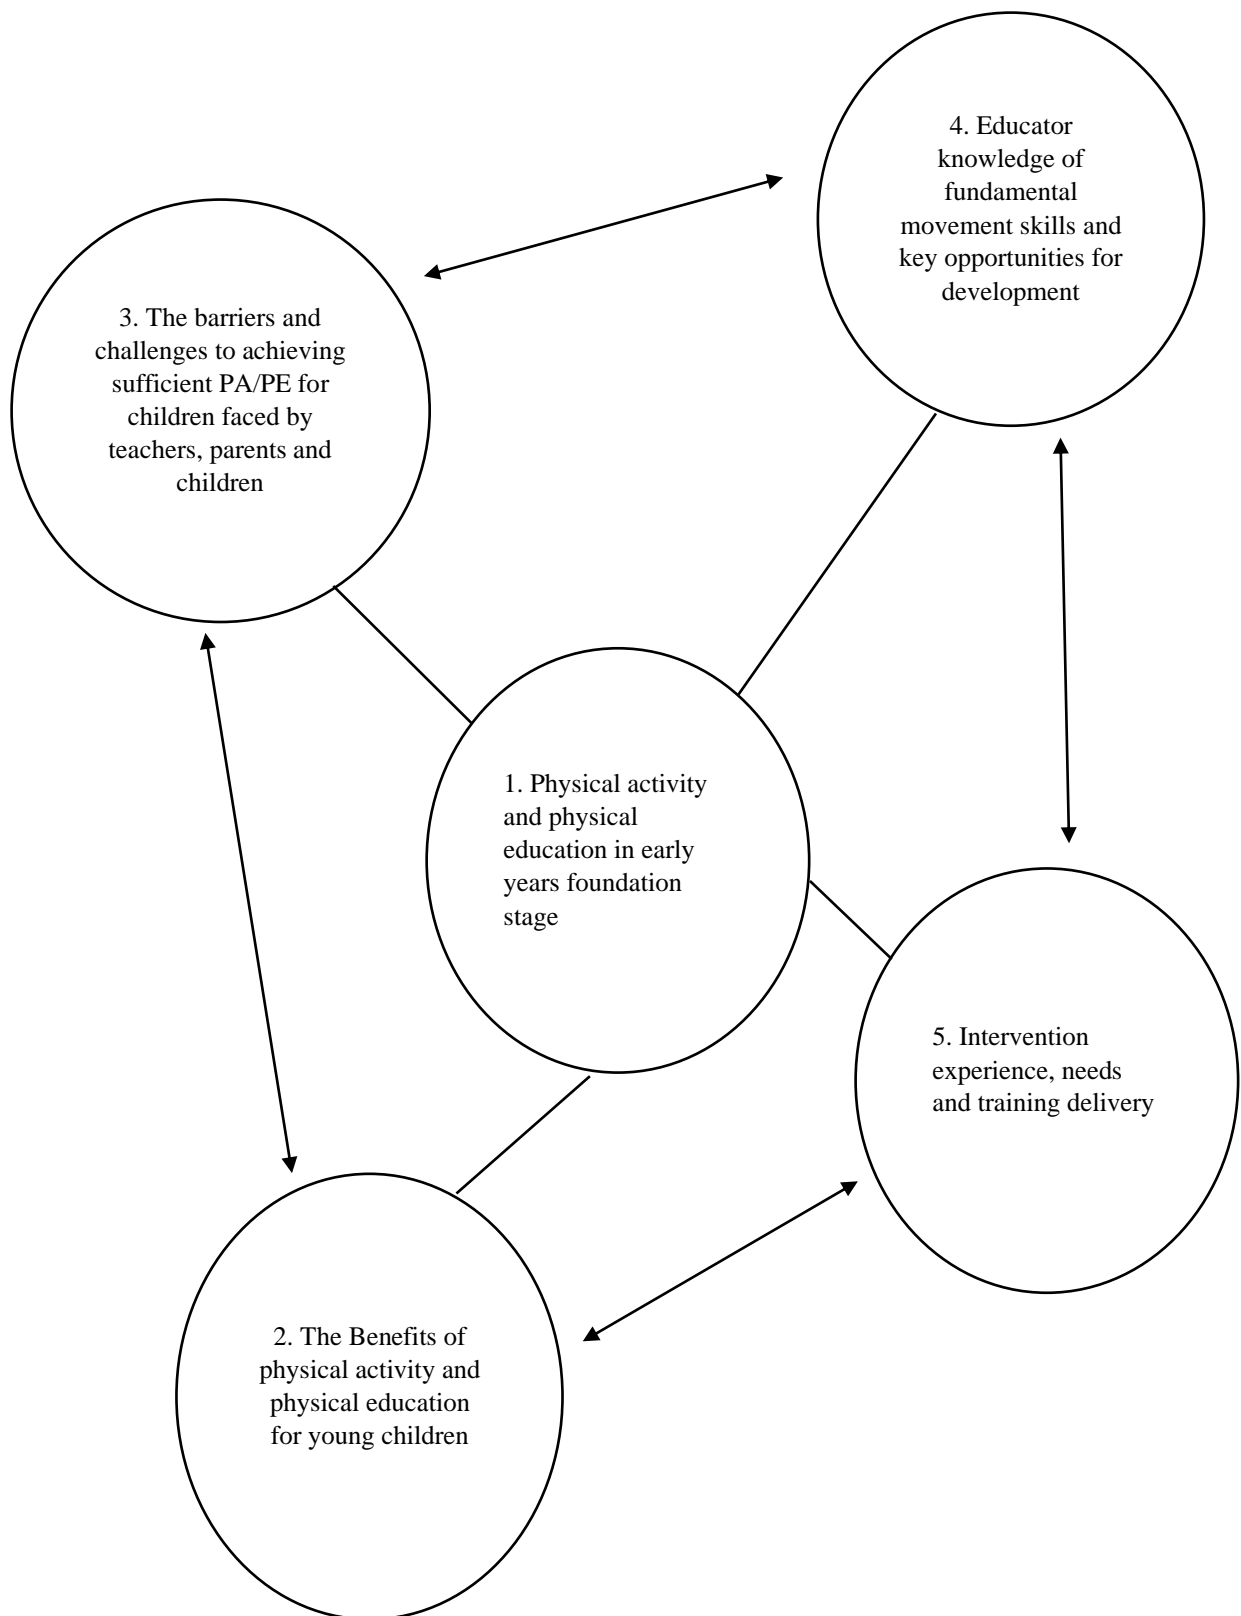 4. Educator
knowledge of
fundamental
movement skills and
key opportunities for
development
3. The barriers and
challenges to achieving
sufficient PA/PE for
children faced by
teachers, parents and
children
1. Physical activity
and physical
education in early
years foundation
stage
5. Intervention
experience, needs
and training delivery
2. The Benefits of
physical activity and
physical education
for young children